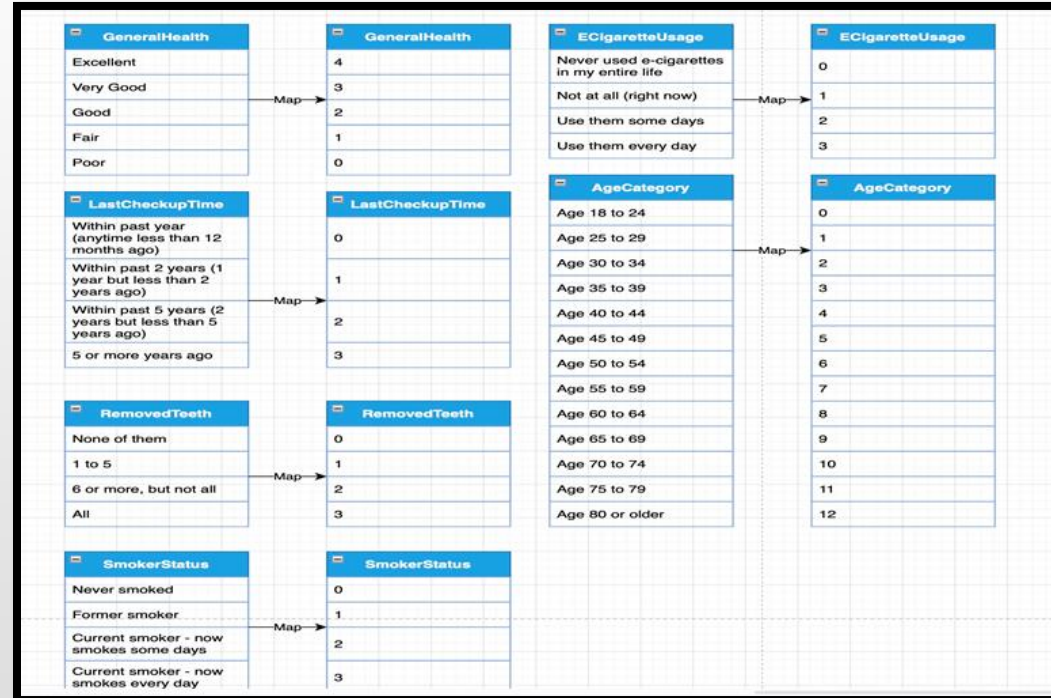 GeneralHealth
Excellent
Very Good
Good
Fair
Poor
Map
GeneralHealth
4
3
2
1
0
LastCheckupTime
Within past year
(anytime less than 12
months ago)
Within past 2 years (1
year but less than 2
years ago)
Within past 5 years (2
years but less than 5
years ago)
5 or more years ago
Map
LastCheckupTime
0
1
2
3
RemovedTeeth
None of them
1 to 5
6 or more, but not all
All
Map
RemovedTeeth
0
1
2
3
SmokerStatus
Never smoked
Former smoker
Current smoker - now
smokes some days
Current smoker - now
smokes every day
Map
SmokerStatus
0
1
2
3
ECigaretteUsage
Never used e-cigarettes
in my entire life
Not at all (right now)
Use them some days
Use them every day
Map
ECigaretteUsage
0
1
2
3
AgeCategory
Age 18 to 24
Age 25 to 29
Age 30 to 34
Age 35 to 39
Age 40 to 44
Age 45 to 49
Age 50 to 54
Age 55 to 59
Age 60 to 64
Age 65 to 69
Age 70 to 74
Age 75 to 79
Age 80 or older
Map
AgeCategory
0
1
2
3
4
5
6
7
8
9
10
11
12